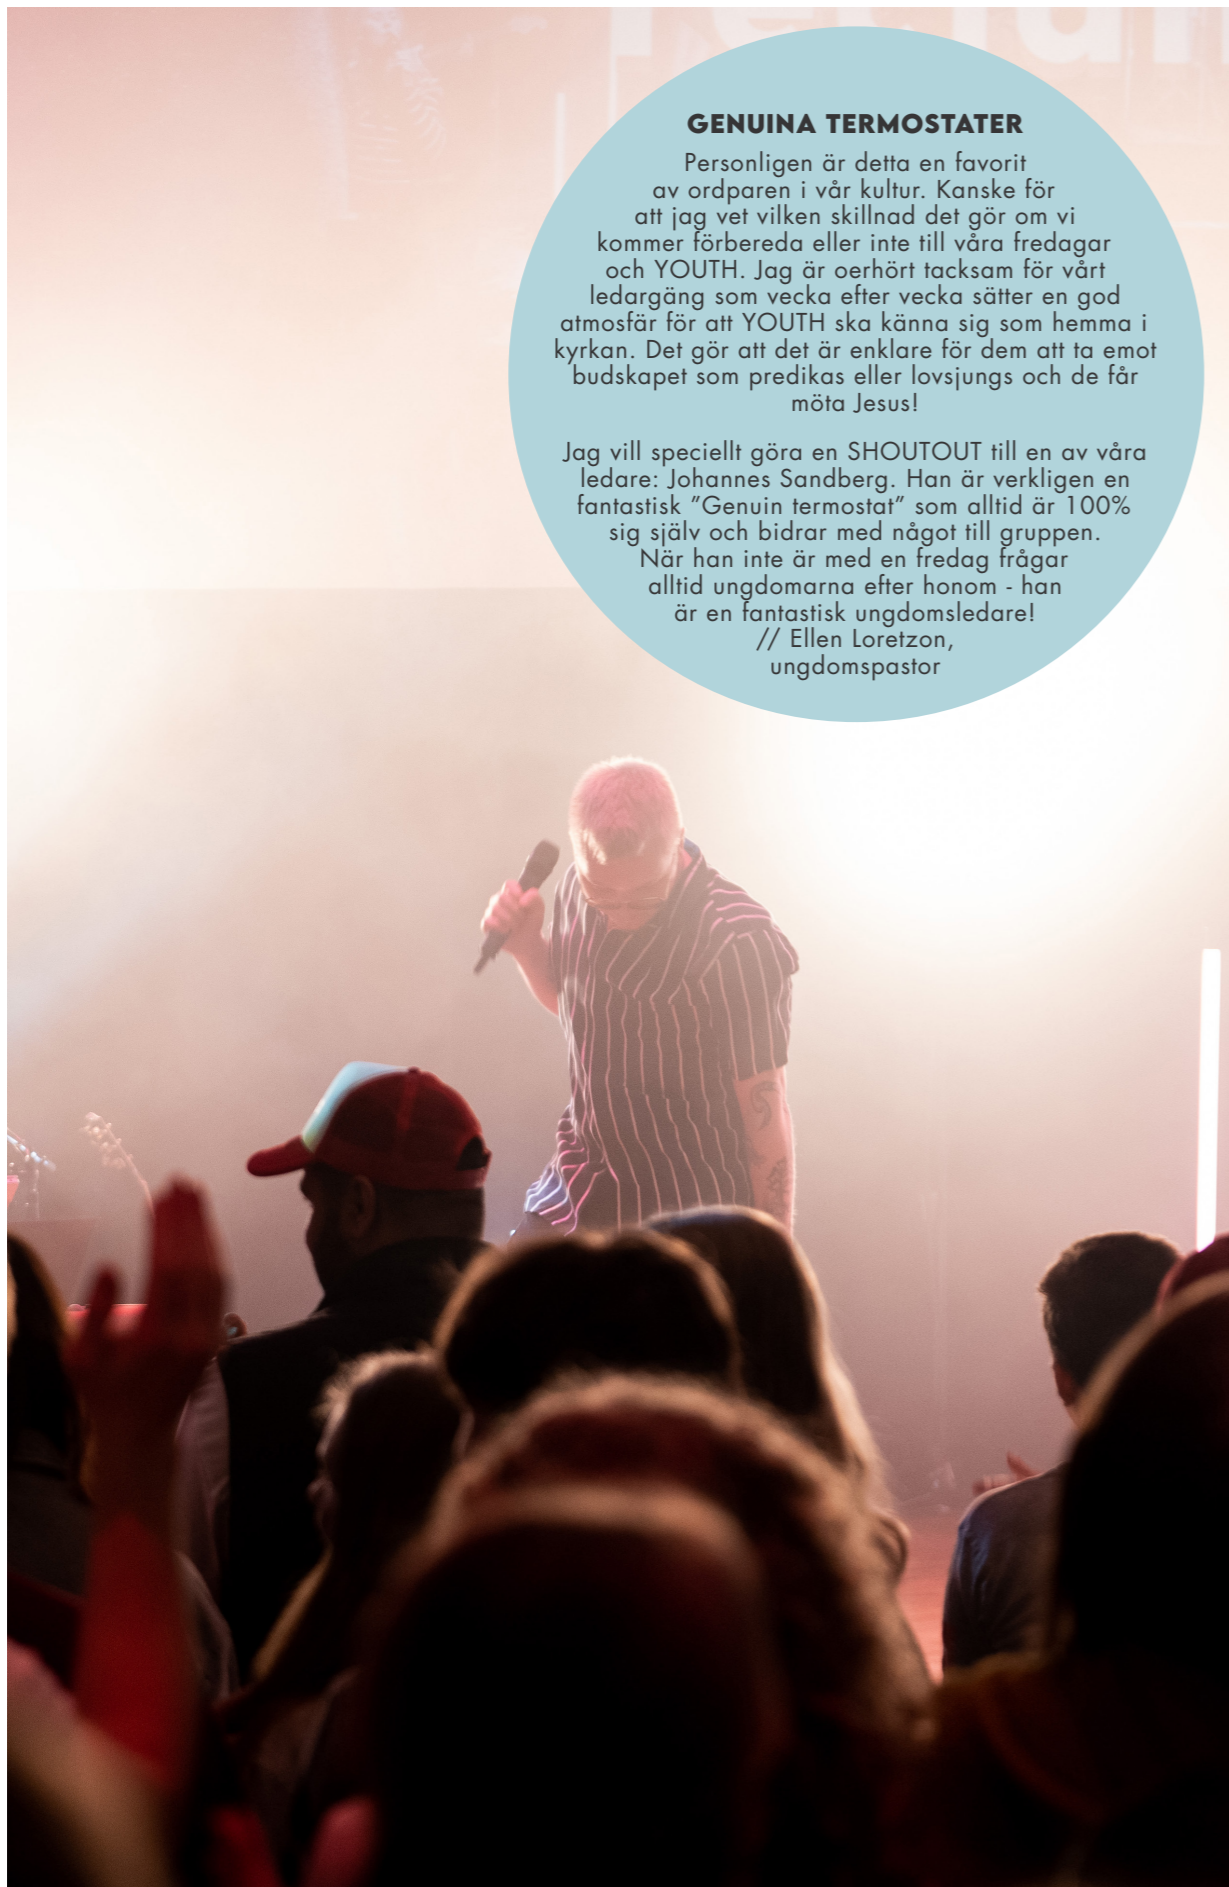 GENUINA TERMOSTATER
Personligen är detta en favorit
av ordparen i vår kultur. Kanske för
att jag vet vilken skillnad det gör om vi
kommer förbereda eller inte till våra fredagar
och YOUTH. Jag är oerhört tacksam för vårt
ledargäng som vecka efter vecka sätter en god
atmosfär för att YOUTH ska känna sig som hemma i
kyrkan. Det gör att det är enklare för dem att ta emot
budskapet som predikas eller lovsjungs och de får
möta Jesus!
Jag vill speciellt göra en SHOUTOUT till en av våra
ledare: Johannes Sandberg. Han är verkligen en
fantastisk ”Genuin termostat” som alltid är 100%
sig själv och bidrar med något till gruppen.
När han inte är med en fredag frågar
alltid ungdomarna efter honom - han
är en fantastisk ungdomsledare!
// Ellen Loretzon,
ungdomspastor